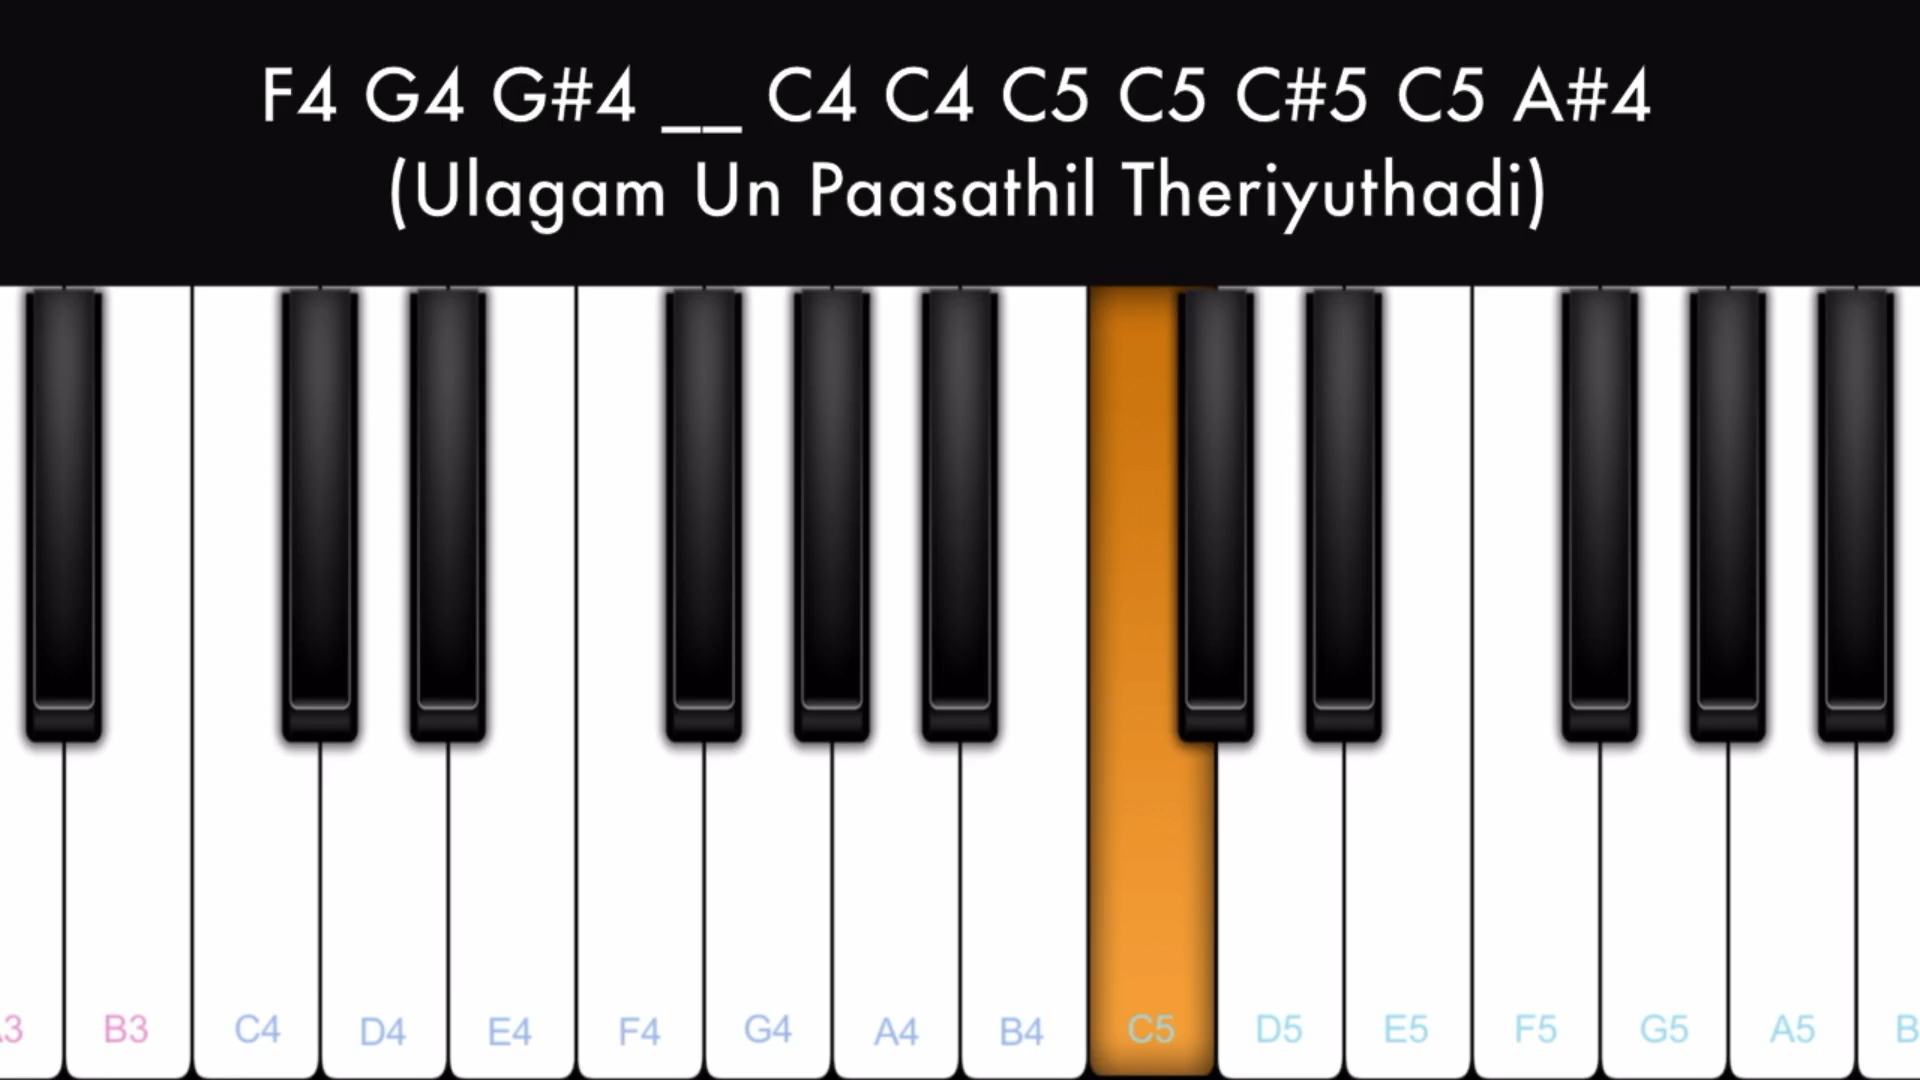 F4 G4 G#4 __ C4 C4 C5 C5 C#5 C5 A#4
(Ulagam Un Paasathil Theriyuthadi)
B3 C4 D4 E4 F4 G4 A4 B4 C5 D5 E5 F5 G5 A5